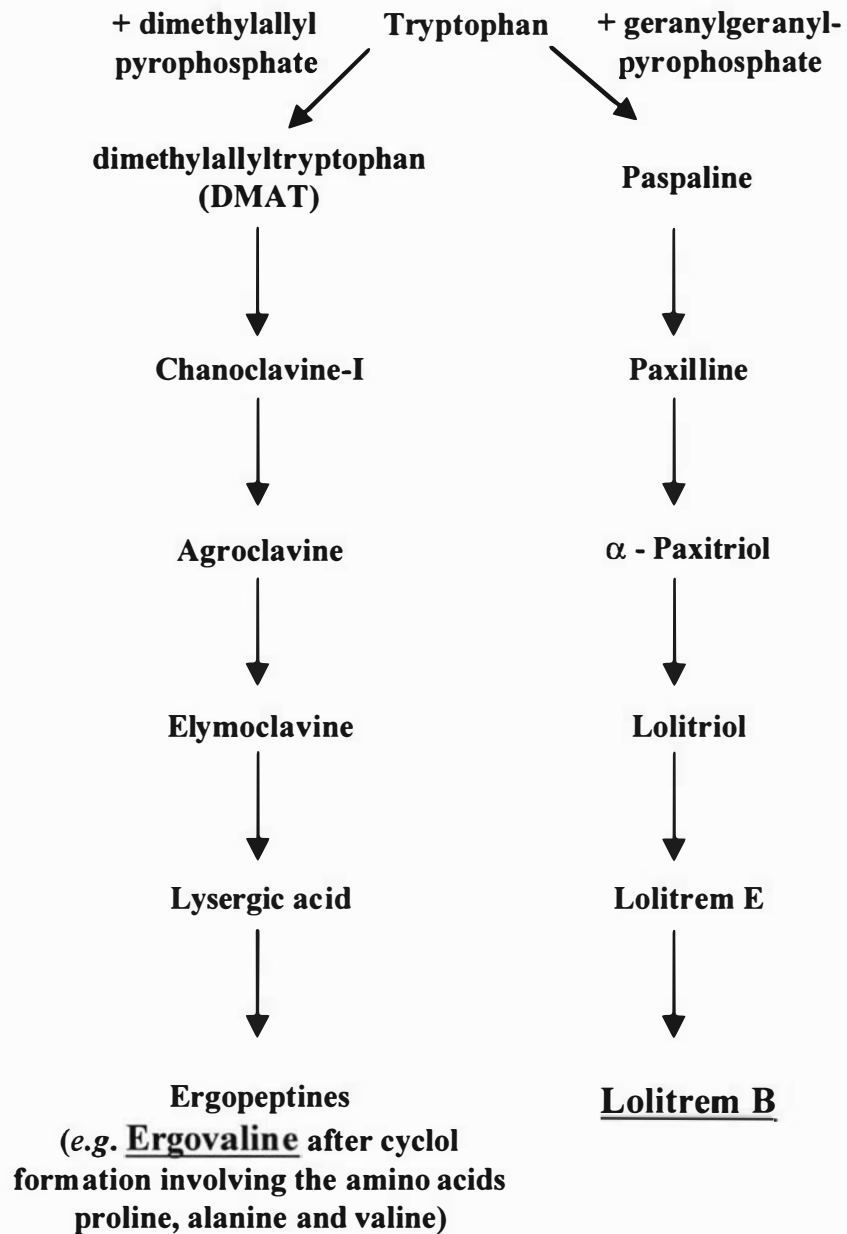 + dimethylallyl
pyrophosphate
Tryptophan
+ geranylgeranyl-
pyrophosphate
dimethylallyltryptophan
(DMAT)
Paspaline
Chanoclavine-I
Paxilline
Agroclavine
α - Paxitriol
Elymoclavine
Lolitriol
Lysergic acid
Lolitrem E
Ergopeptines
(e.g. Ergovaline after cyclol
formation involving the amino acids
proline, alanine and valine)
Lolitrem B